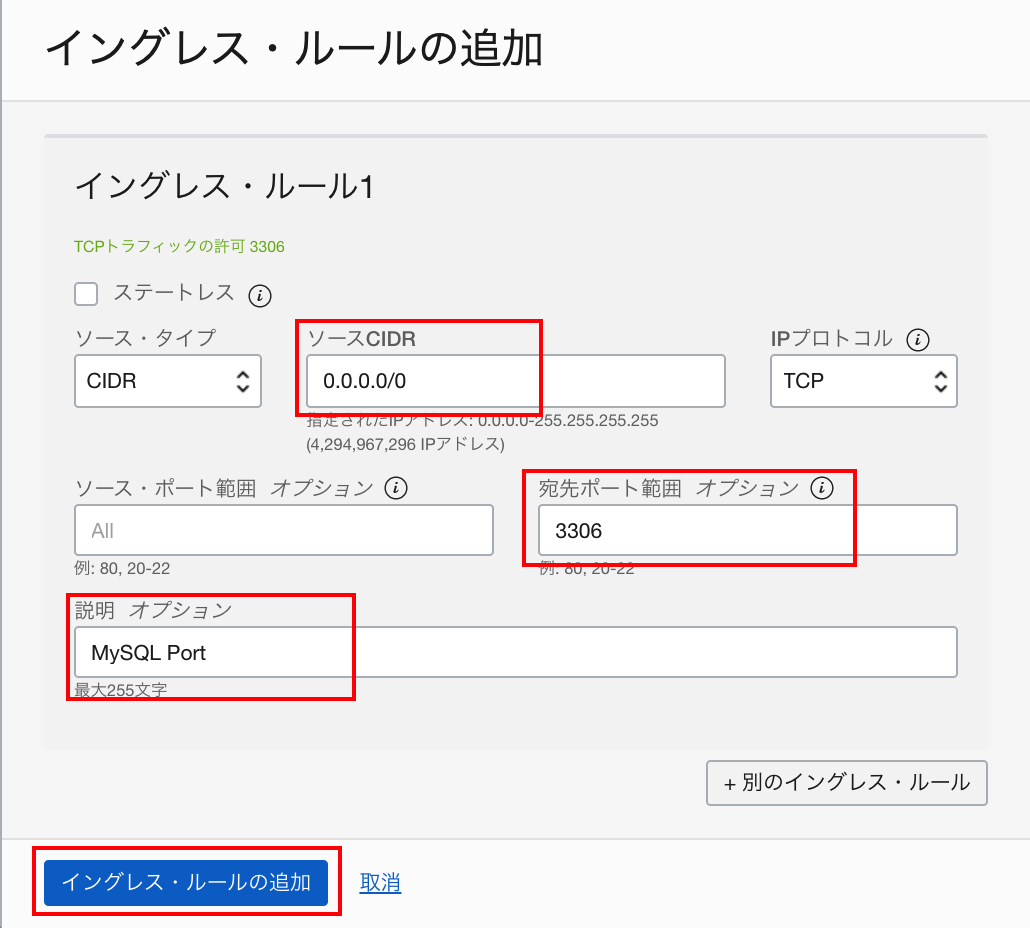 イングレス・ルールの追加
イングレス・ルール1
TCPトラフィックの許可 3306
ステートレス
ソース・タイプ ソースCIDR IPプロトコル
CIDR 0.0.0.0/0 TCP
指定されたIPアドレス: 0.0.0.0-255.255.255.255
(4,294,967,296 IPアドレス)
ソース・ポート範囲 オプション 宛先ポート範囲 オプション
All 3306
例: 80, 20-22 例: 80, 20-22
説明 オプション
MySQL Port
最大255文字
+ 別のイングレス・ルール
イングレス・ルールの追加 取消